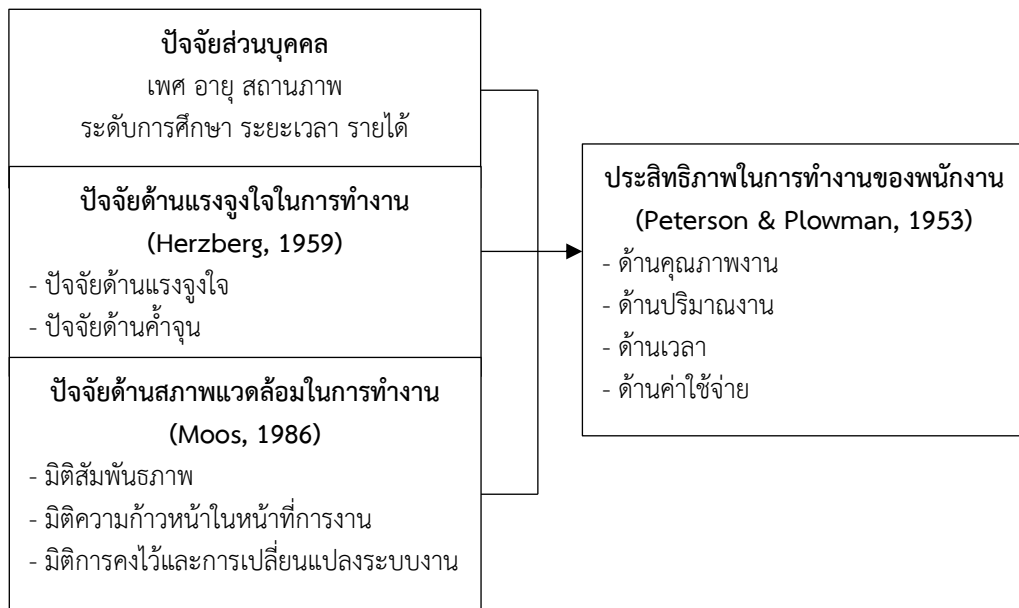 ปัจจัยส่วนบุคคล
เพศ อายุ สถานภาพ
ระดับการศึกษา ระยะเวลา รายได้
ปัจจัยด้านแรงจูงใจในการทำงาน
(Herzberg, 1959)
- ปัจจัยด้านแรงจูงใจ
- ปัจจัยด้านค้ำจุน
ปัจจัยด้านสภาพแวดล้อมในการทำงาน
(Moos, 1986)
- มิติสัมพันธภาพ
- มิติความก้าวหน้าในหน้าที่การงาน
- มิติการคงไว้และการเปลี่ยนแปลงระบบงาน
ประสิทธิภาพในการทำงานของพนักงาน
(Peterson & Plowman, 1953)
- ด้านคุณภาพงาน
- ด้านปริมาณงาน
- ด้านเวลา
- ด้านค่าใช้จ่าย